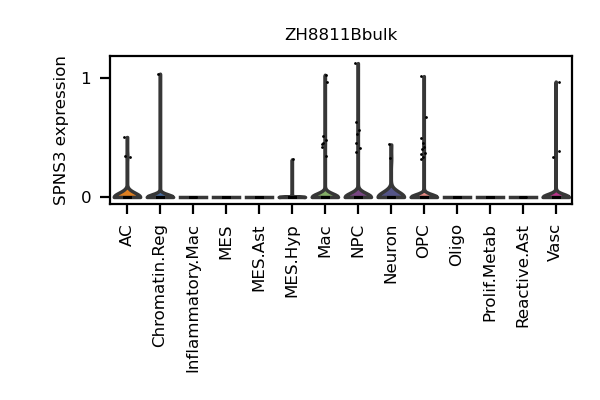 ZH8811Bbulk
SPNS3 expression
1
0
AC
Chromatin.Reg
Inflammatory.Mac
MES
MES.Ast
MES.Hyp
Mac
NPC
Neuron
OPC
Oligo
Prolif.Metab
Reactive.Ast
Vasc